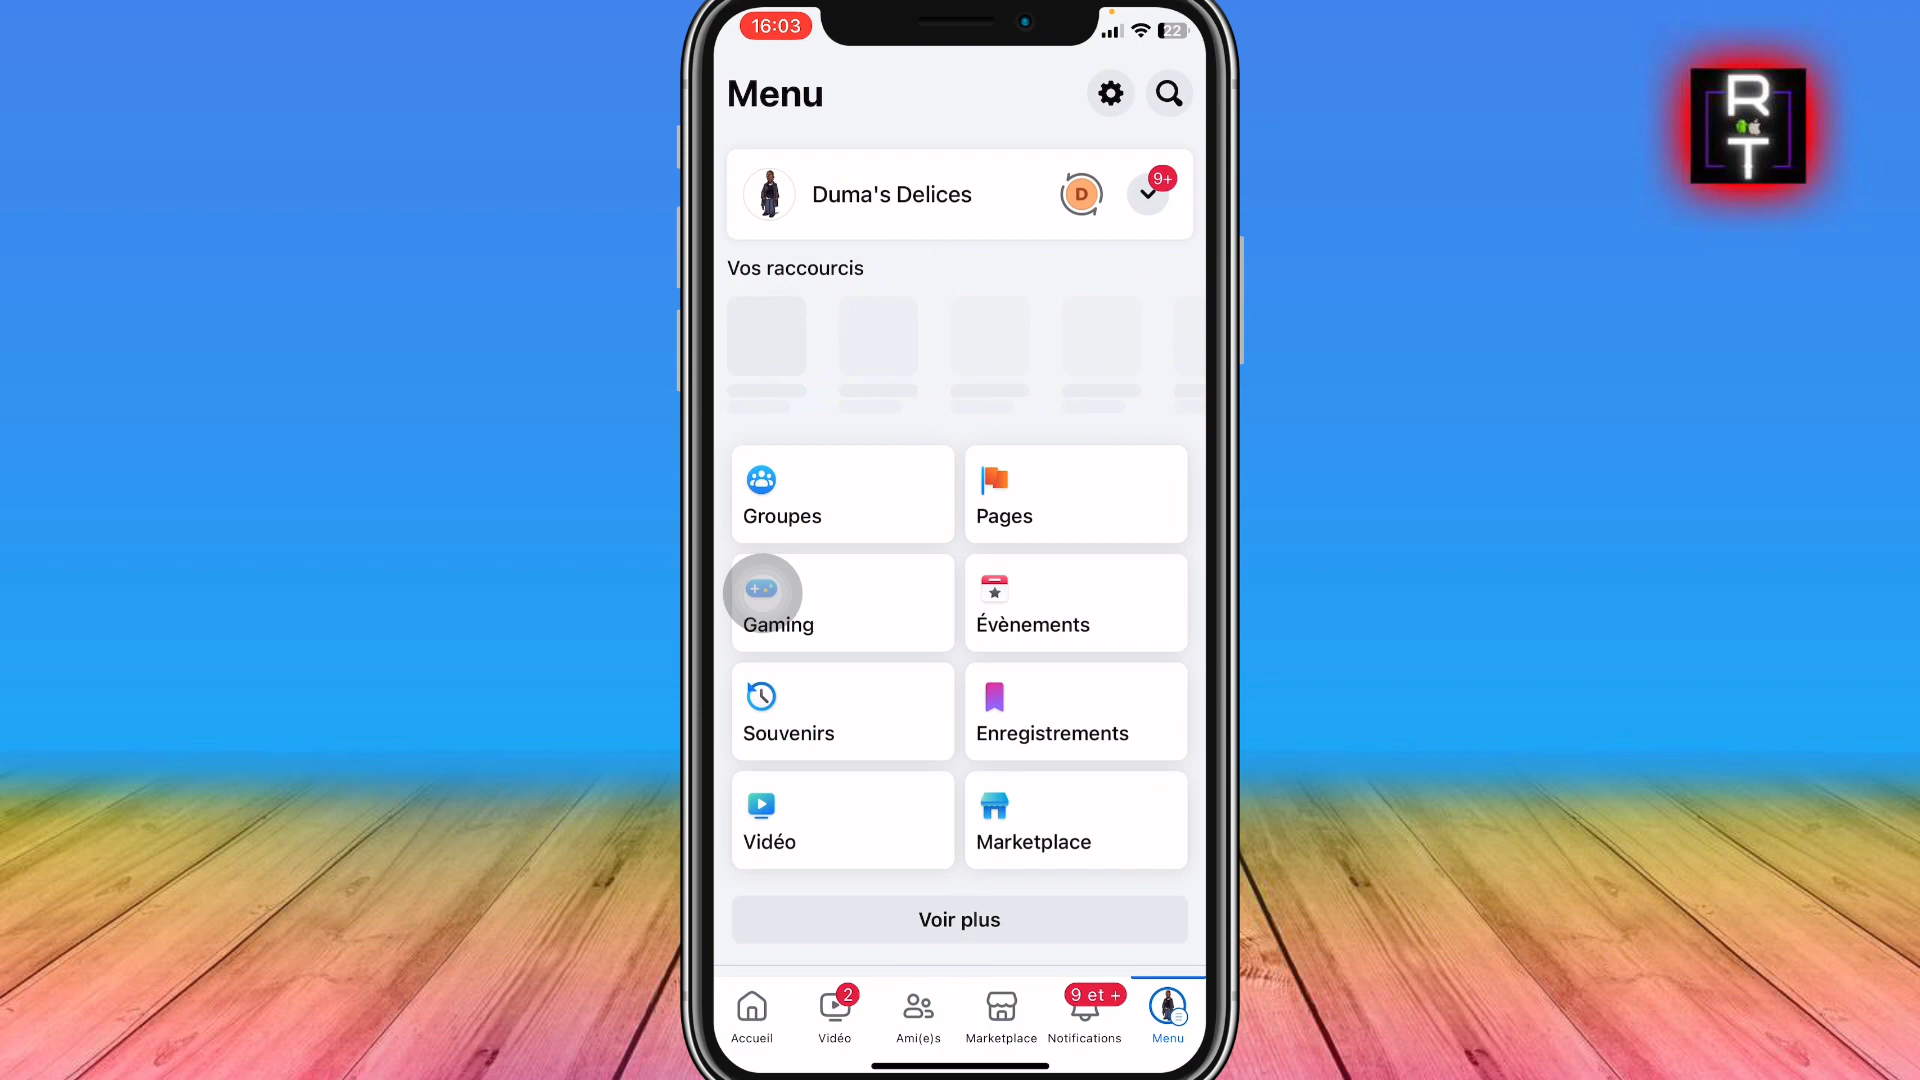 16:03
22
R
T
Menu
Duma's Delices
D
9+
Vos raccourcis
Groupes
Pages
Gaming
Évènements
Souvenirs
Enregistrements
Vidéo
Marketplace
Voir plus
2
9 et +
Accueil
Vidéo
Ami(e)s
Marketplace
Notifications
Menu